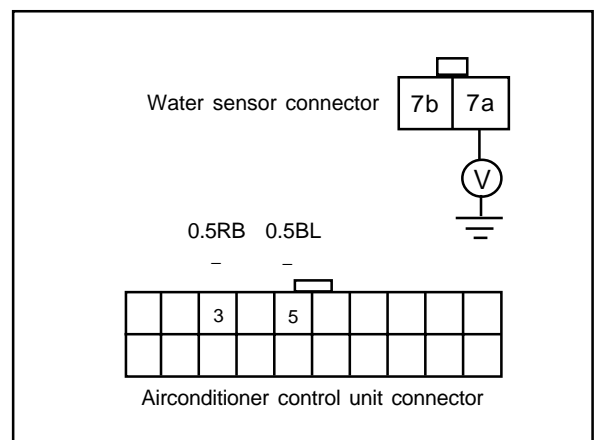 Water sensor connector
7b 7a
V
0.5RB 0.5BL
– –
3 5
Airconditioner control unit connector